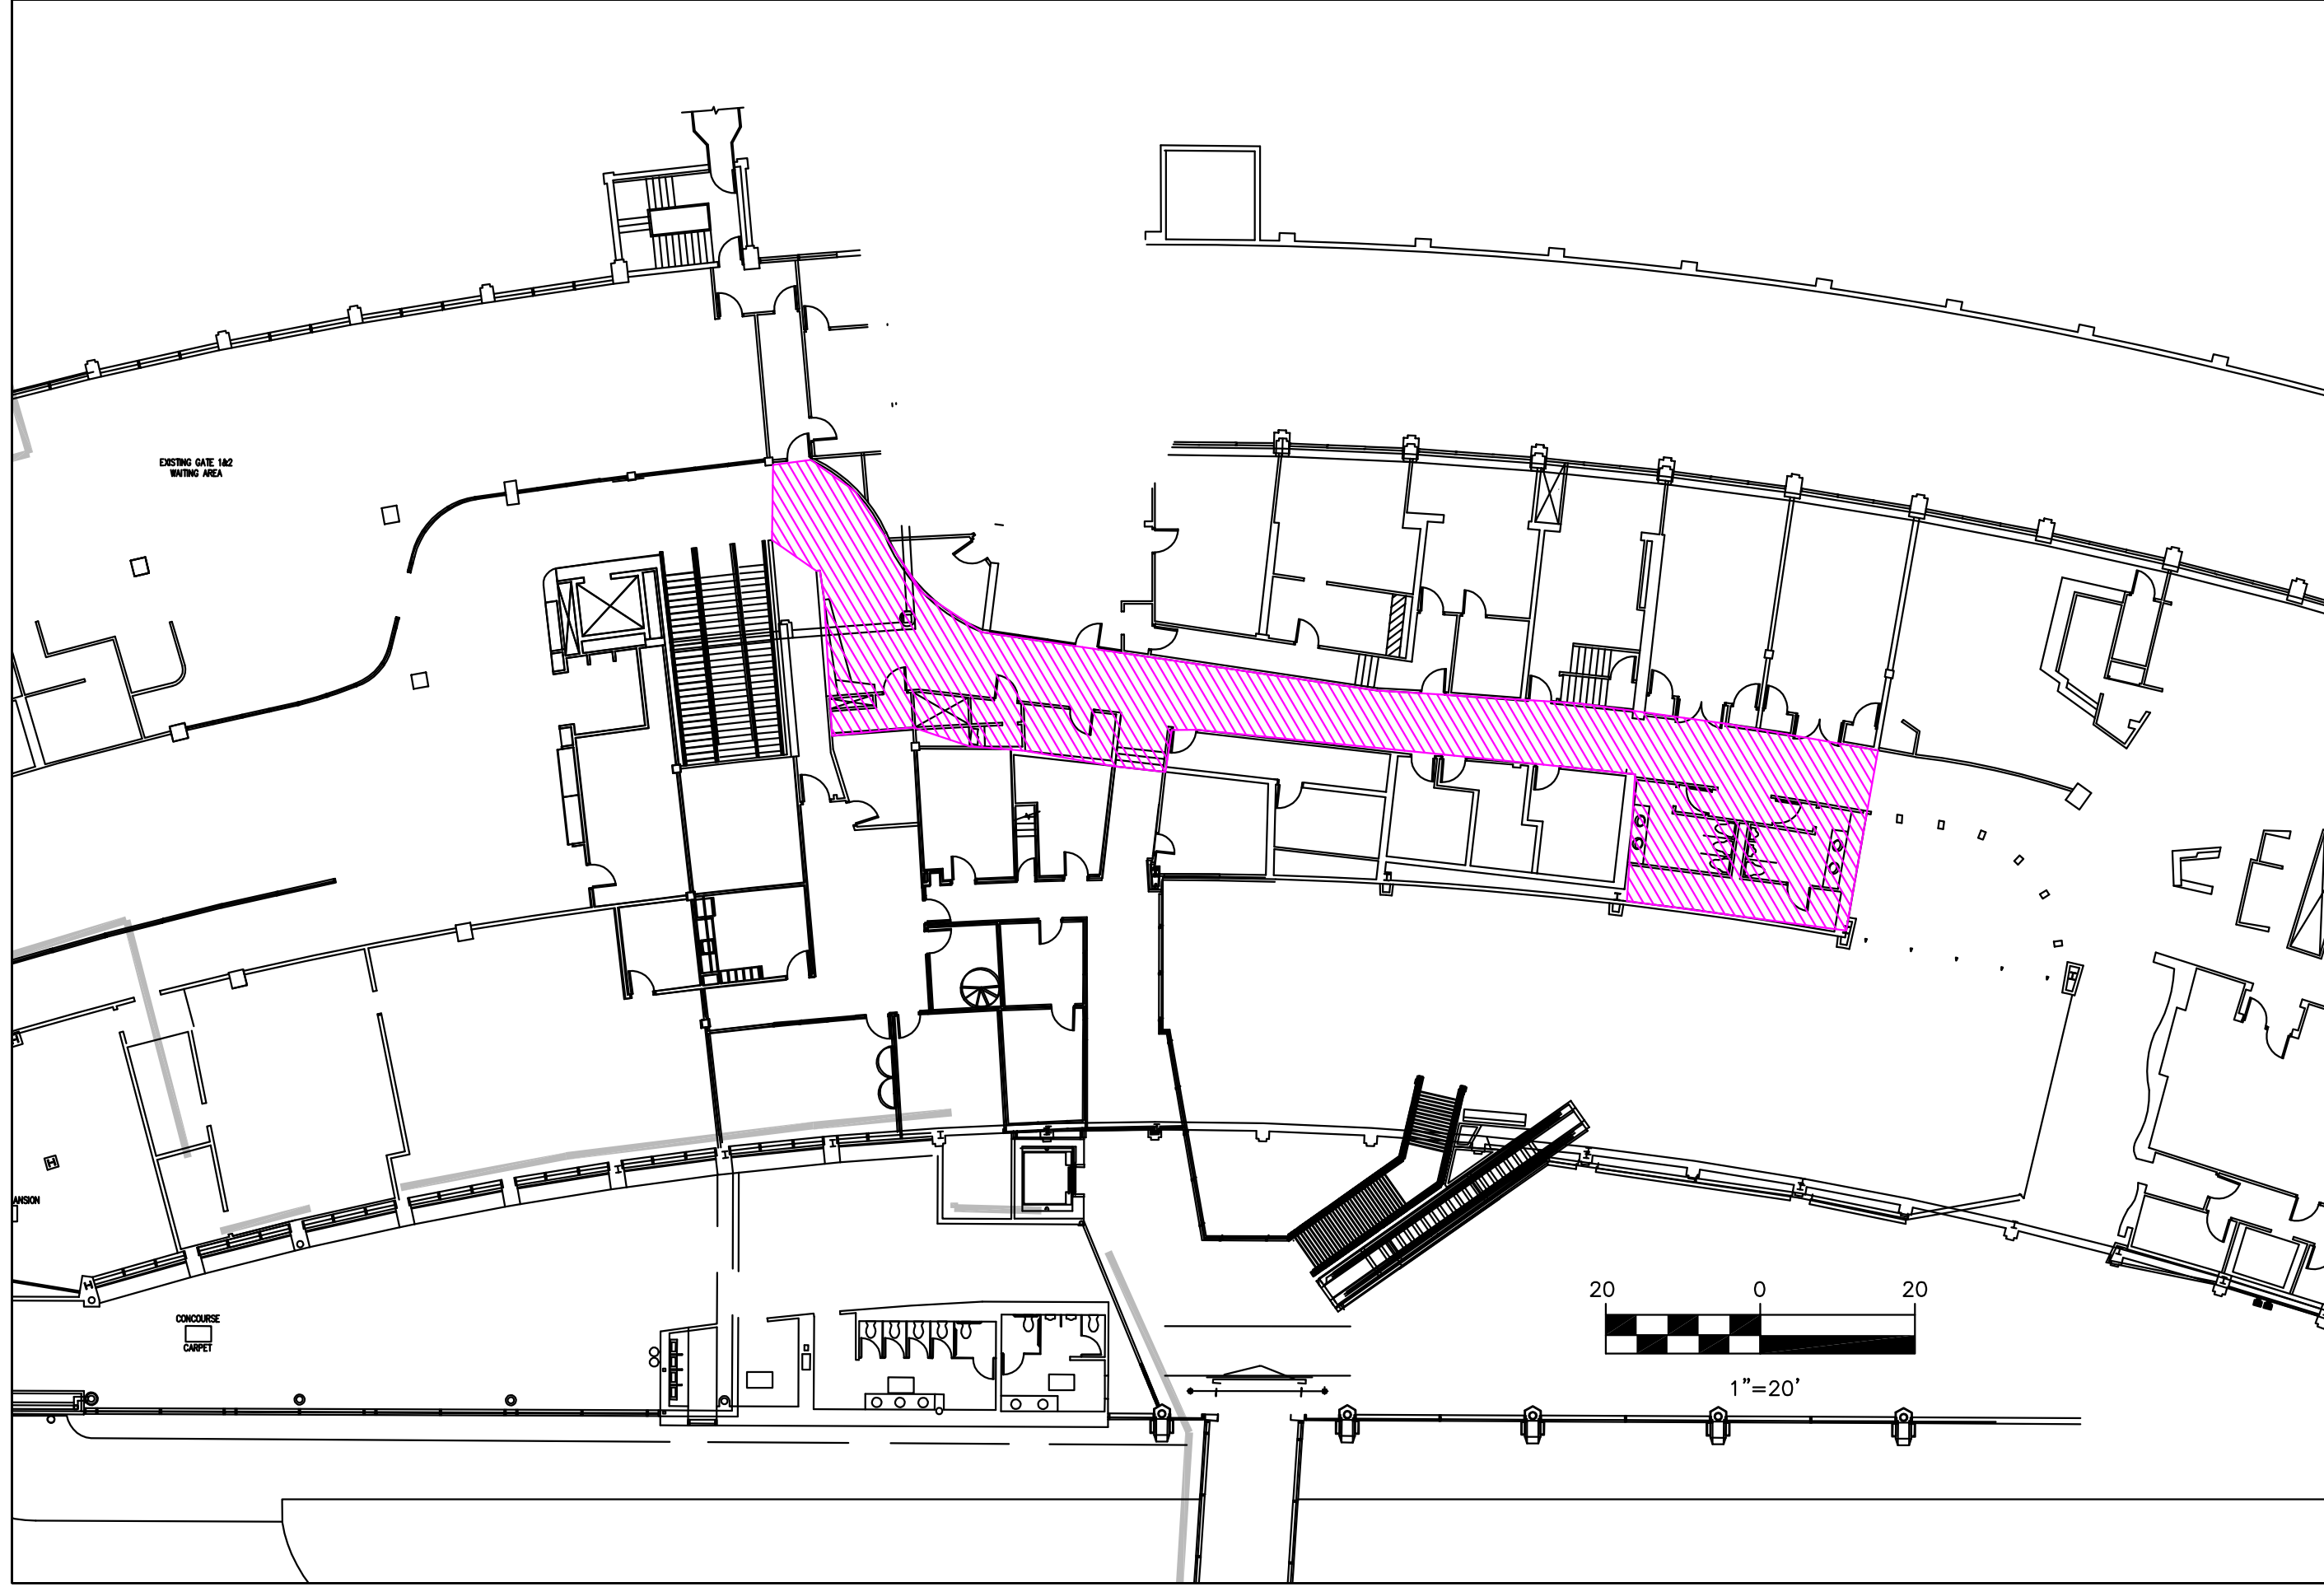 EXISTING GATE 1&2
WAITING AREA
ANSION
CONCOURSE
CARPET
20 0 20
1"=20'